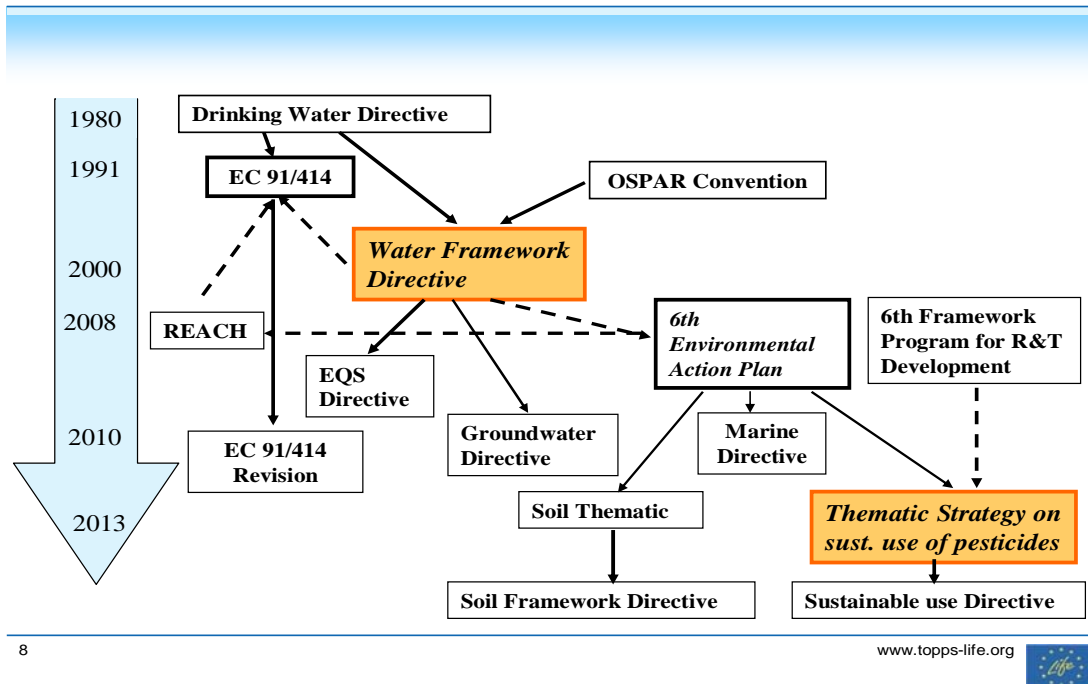 1980
Drinking Water Directive
1991
EC 91/414
OSPAR Convention
Water Framework
Directive
2000
2008
REACH
6th
Environmental
Action Plan
6th Framework
Program for R&T
Development
EQS
Directive
2010
EC 91/414
Revision
Groundwater
Directive
Marine
Directive
2013
Soil Thematic
Thematic Strategy on
sust. use of pesticides
Soil Framework Directive
Sustainable use Directive
8
www.topps-life.org
Life